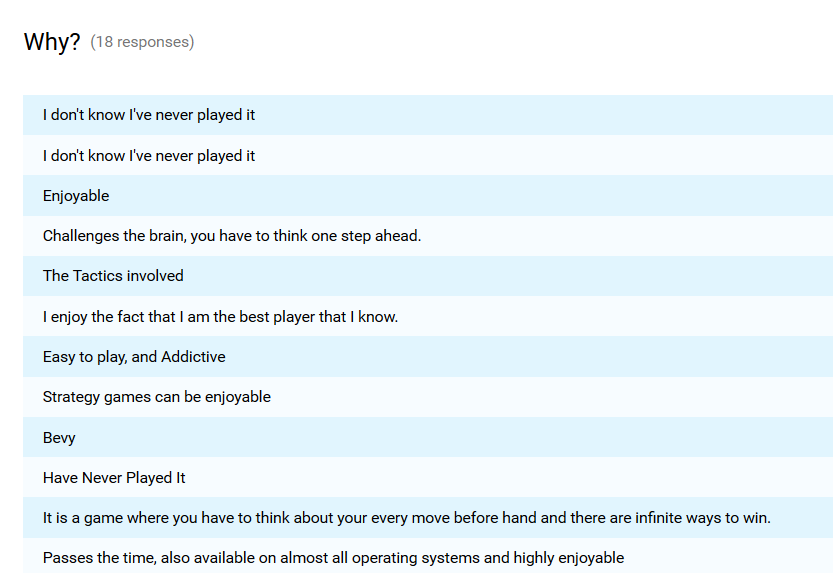 Why? (18 responses)
I don't know I've never played it
I don't know I've never played it
Enjoyable
Challenges the brain, you have to think one step ahead.
The Tactics involved
I enjoy the fact that I am the best player that I know.
Easy to play, and Addictive
Strategy games can be enjoyable
Bevy
Have Never Played It
It is a game where you have to think about your every move before hand and there are infinite ways to win.
Passes the time, also available on almost all operating systems and highly enjoyable